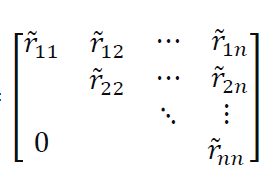 r̃₁₁ r̃₁₂ ⋯ r̃₁ₙ
= r̃₂₂ ⋯ r̃₂ₙ
⋱ ⋮
0 r̃ₙₙ